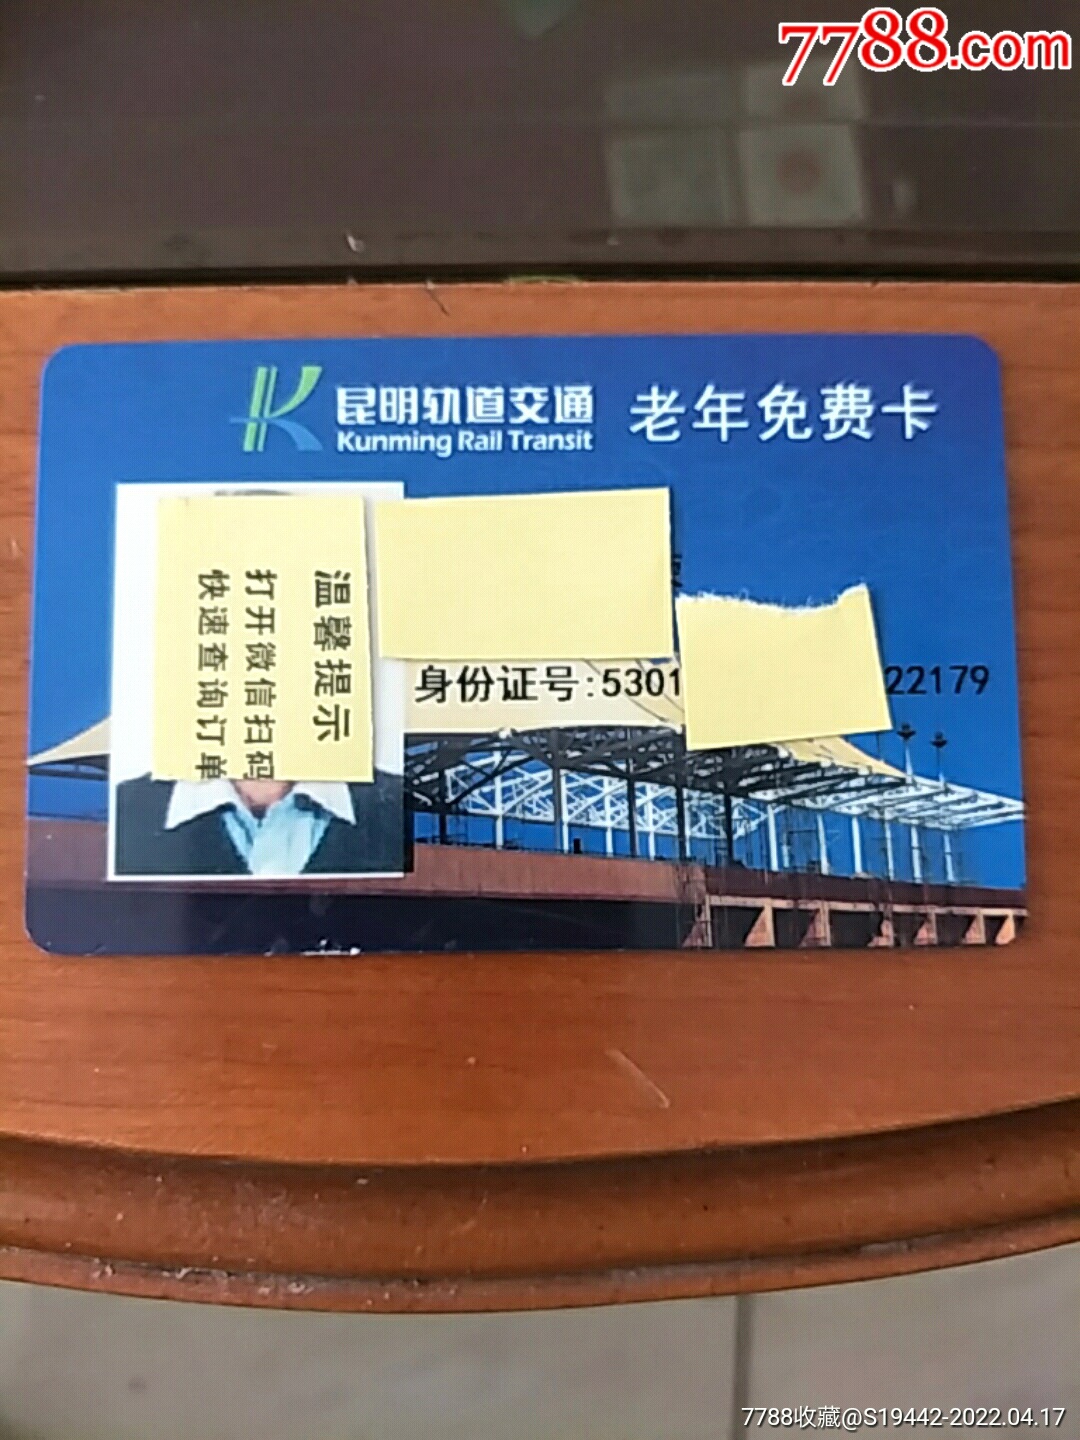 7788.com
昆明轨道交通 老年免费卡
Kunming Rail Transit
温馨提示
打开微信扫码
快速查询订单
身份证号:5301
22179
7788收藏@S19442-2022.04.17